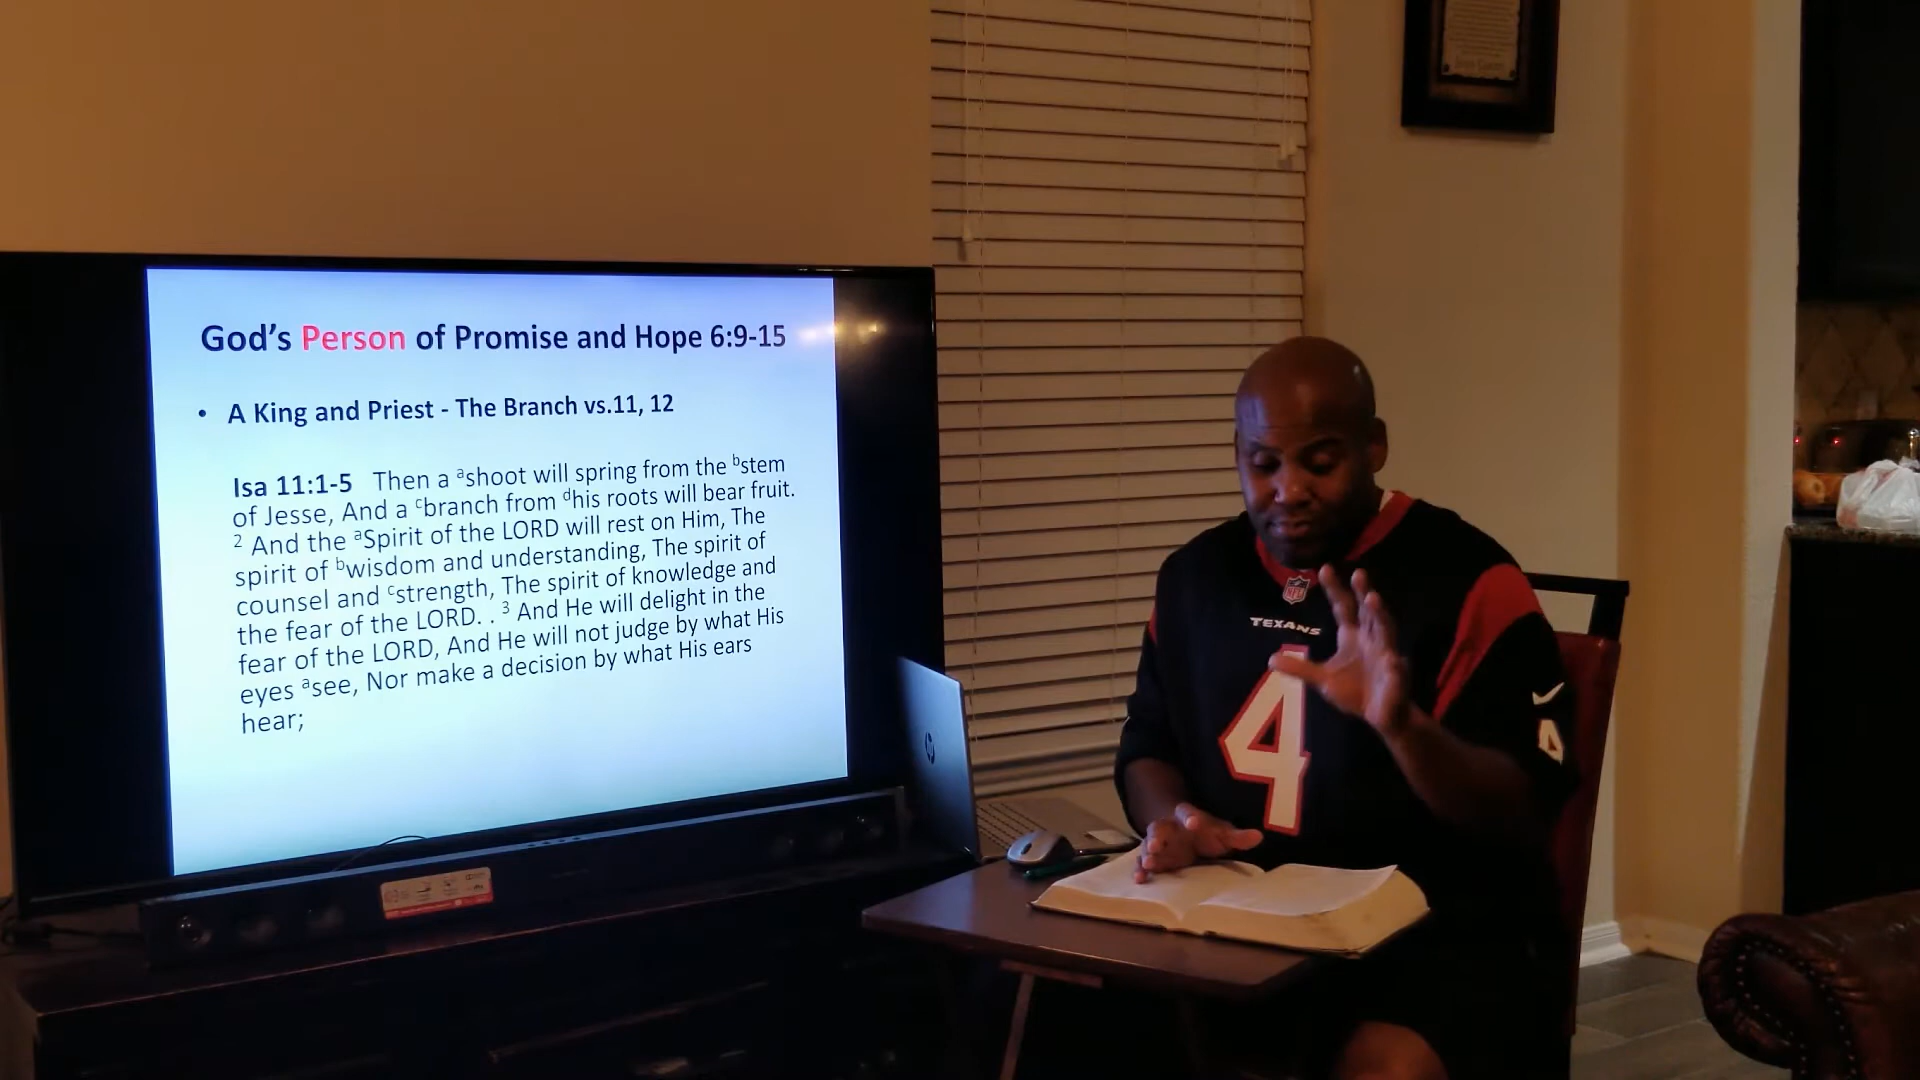 God's Person of Promise and Hope 6:9-15
• A King and Priest - The Branch vs.11, 12
Isa 11:1-5 Then a ᵃshoot will spring from the ᵇstem
of Jesse, And a ᶜbranch from ᵈhis roots will bear fruit.
² And the ᵃSpirit of the LORD will rest on Him, The
spirit of ᵇwisdom and understanding, The spirit of
counsel and ᶜstrength, The spirit of knowledge and
the fear of the LORD. . ³ And He will delight in the
fear of the LORD, And He will not judge by what His
eyes ᵃsee, Nor make a decision by what His ears
hear;
hp
NFL
TEXANS
4
4